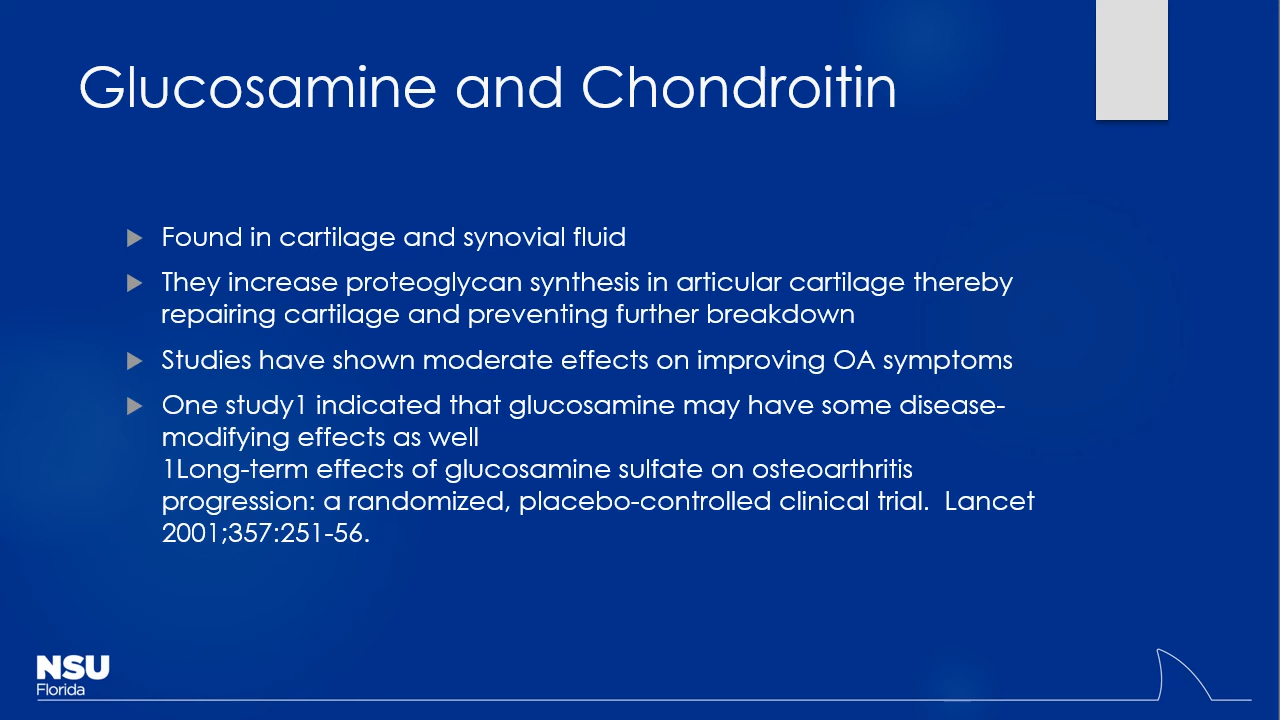 Glucosamine and Chondroitin
Found in cartilage and synovial fluid
They increase proteoglycan synthesis in articular cartilage thereby
repairing cartilage and preventing further breakdown
Studies have shown moderate effects on improving OA symptoms
One study1 indicated that glucosamine may have some disease-
modifying effects as well
1Long-term effects of glucosamine sulfate on osteoarthritis
progression: a randomized, placebo-controlled clinical trial.  Lancet
2001;357:251-56.
NSU
Florida